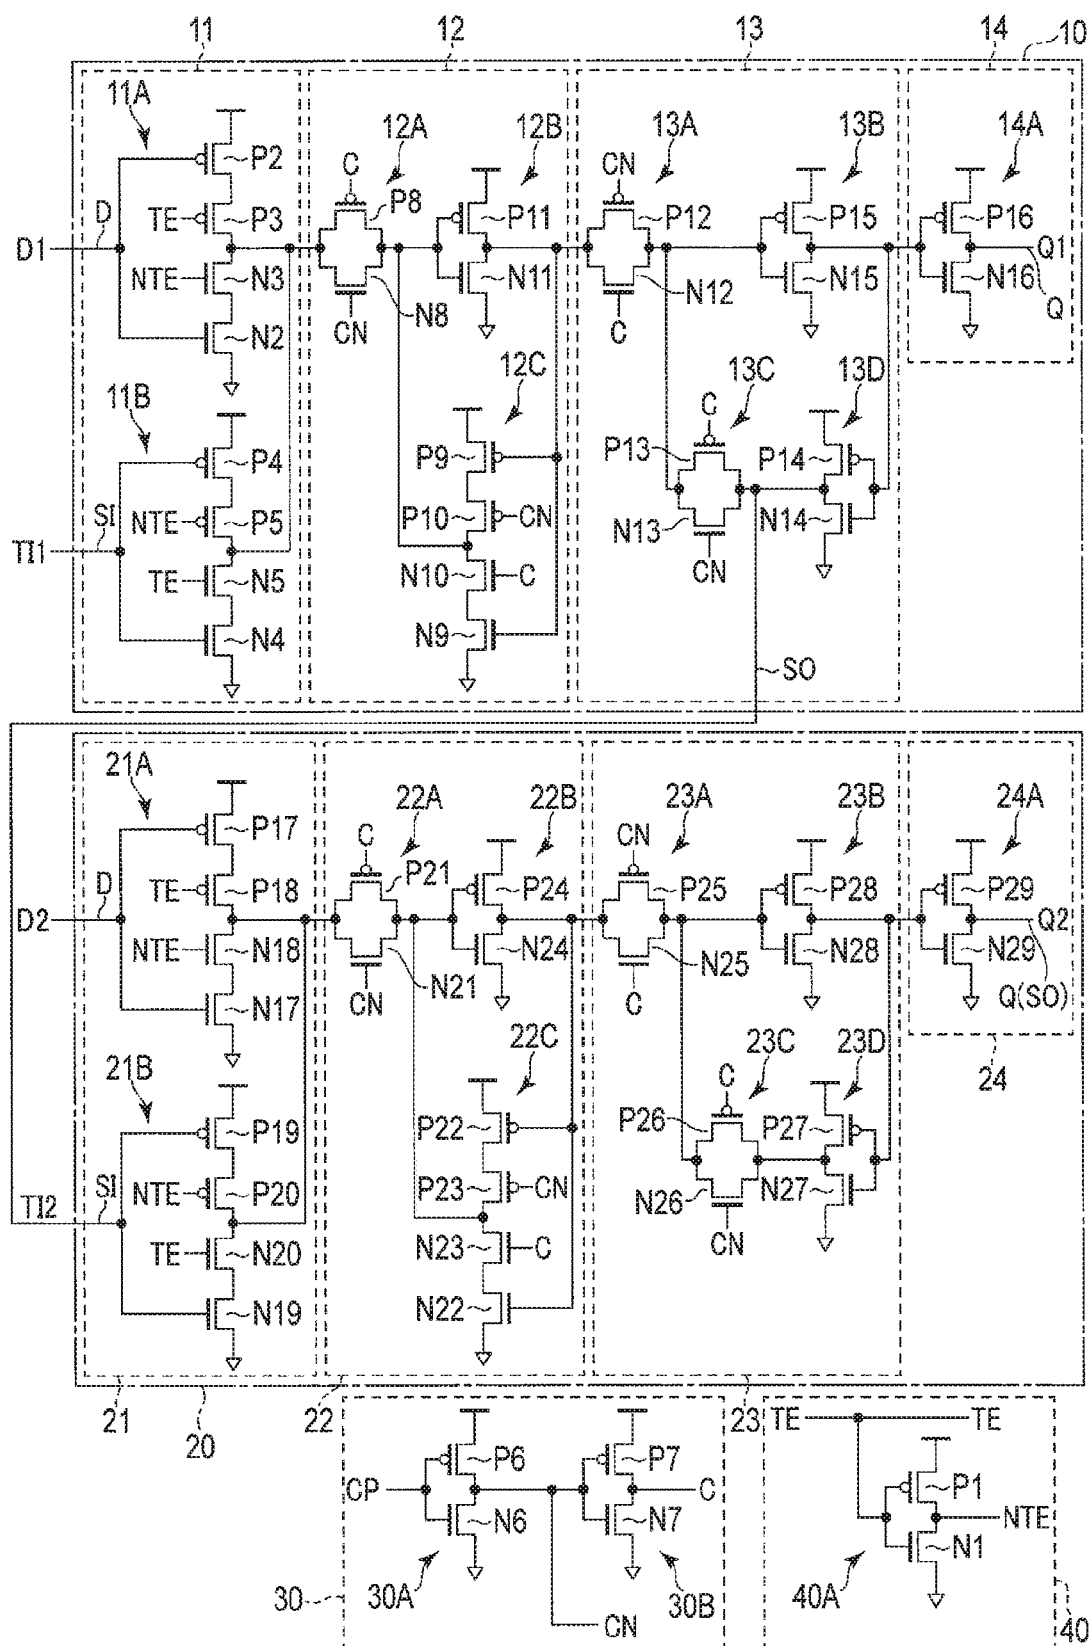 11
12
13
14
10
11A
12A
12B
13A
13B
14A
P2
C
CN
D
TE
P3
P8
P11
P12
P15
P16
D1
Q1
NTE
N3
N8
N11
N12
N15
N16
Q
N2
CN
C
11B
12C
13C
13D
C
P4
P9
P13
P14
SI
NTE
P5
P10
CN
N13
N14
TI1
TE
N5
N10
C
CN
N4
N9
SO
21A
22A
22B
23A
23B
24A
P17
C
CN
D
TE
P18
P21
P24
P25
P28
P29
D2
Q2
NTE
N18
N21
N24
N25
N28
N29
N17
CN
C
Q(SO)
21B
22C
23C
23D
24
C
P19
P22
P26
P27
SI
NTE
P20
P23
CN
N26
N27
TI2
TE
N20
N23
C
CN
N19
N22
21
20
22
23
TE
TE
P6
P7
P1
CP
C
N6
N7
NTE
N1
30
30A
30B
40A
CN
40